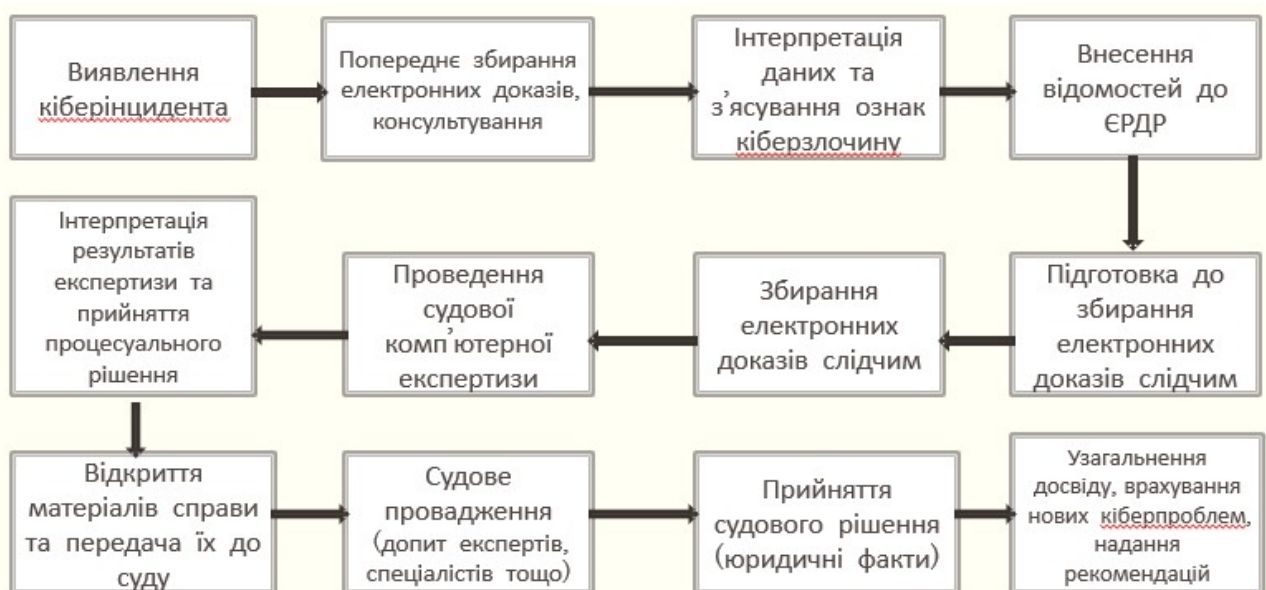 Виявлення
кіберінцидента
Попереднє збирання
електронних доказів,
консультування
Інтерпретація
даних та
з’ясування ознак
кіберзлочину
Внесення
відомостей до
ЄРДР
Підготовка до
збирання
електронних
доказів слідчим
Збирання
електронних
доказів слідчим
Проведення
судової
комп’ютерної
експертизи
Інтерпретація
результатів
експертизи та
прийняття
процесуального
рішення
Відкриття
матеріалів справи
та передача їх до
суду
Судове
провадження
(допит експертів,
спеціалістів тощо)
Прийняття
судового рішення
(юридичні факти)
Узагальнення
досвіду, врахування
нових кіберпроблем,
надання
рекомендацій